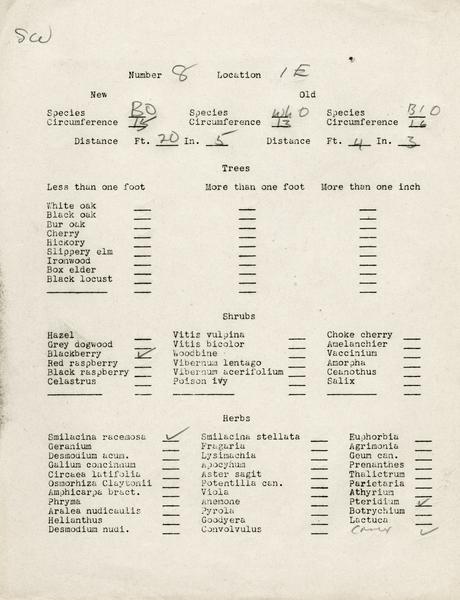 SW
Number 8 Location 1 E
New Old
Species BO Species Wh O Species Bl O
Circumference 15 Circumference 13 Circumference 16
Distance Ft. 20 In. 5 Distance Ft. 4 In. 3
Trees
Less than one foot More than one foot More than one inch
White oak
Black oak
Bur oak
Cherry
Hickory
Slippery elm
Ironwood
Box elder
Black locust
Shrubs
Hazel Vitis vulpina Choke cherry
Grey dogwood Vitis bicolor Amelanchier
Blackberry ✓ Woodbine Vaccinium
Red raspberry Vibernum lentago Amorpha
Black raspberry Vibernum acerifolium Ceanothus
Celastrus Poison ivy Salix
Herbs
Smilacina racemosa ✓ Smilacina stellata Euphorbia
Geranium Fragaria Agrimonia
Desmodium acum. Lysimachia Geum can.
Galium concinnum Apocynum Prenanthes
Circaea latifolia Aster sagit Thalictrum
Osmorhiza Claytonii Potentilla can. Parietaria
Amphicarpa bract. Viola Athyrium
Phryma Anemone Pteridium ✓
Aralea nudicaulis Pyrola Botrychium
Helianthus Goodyera Lactuca
Desmodium nudi. Convolvulus ✓